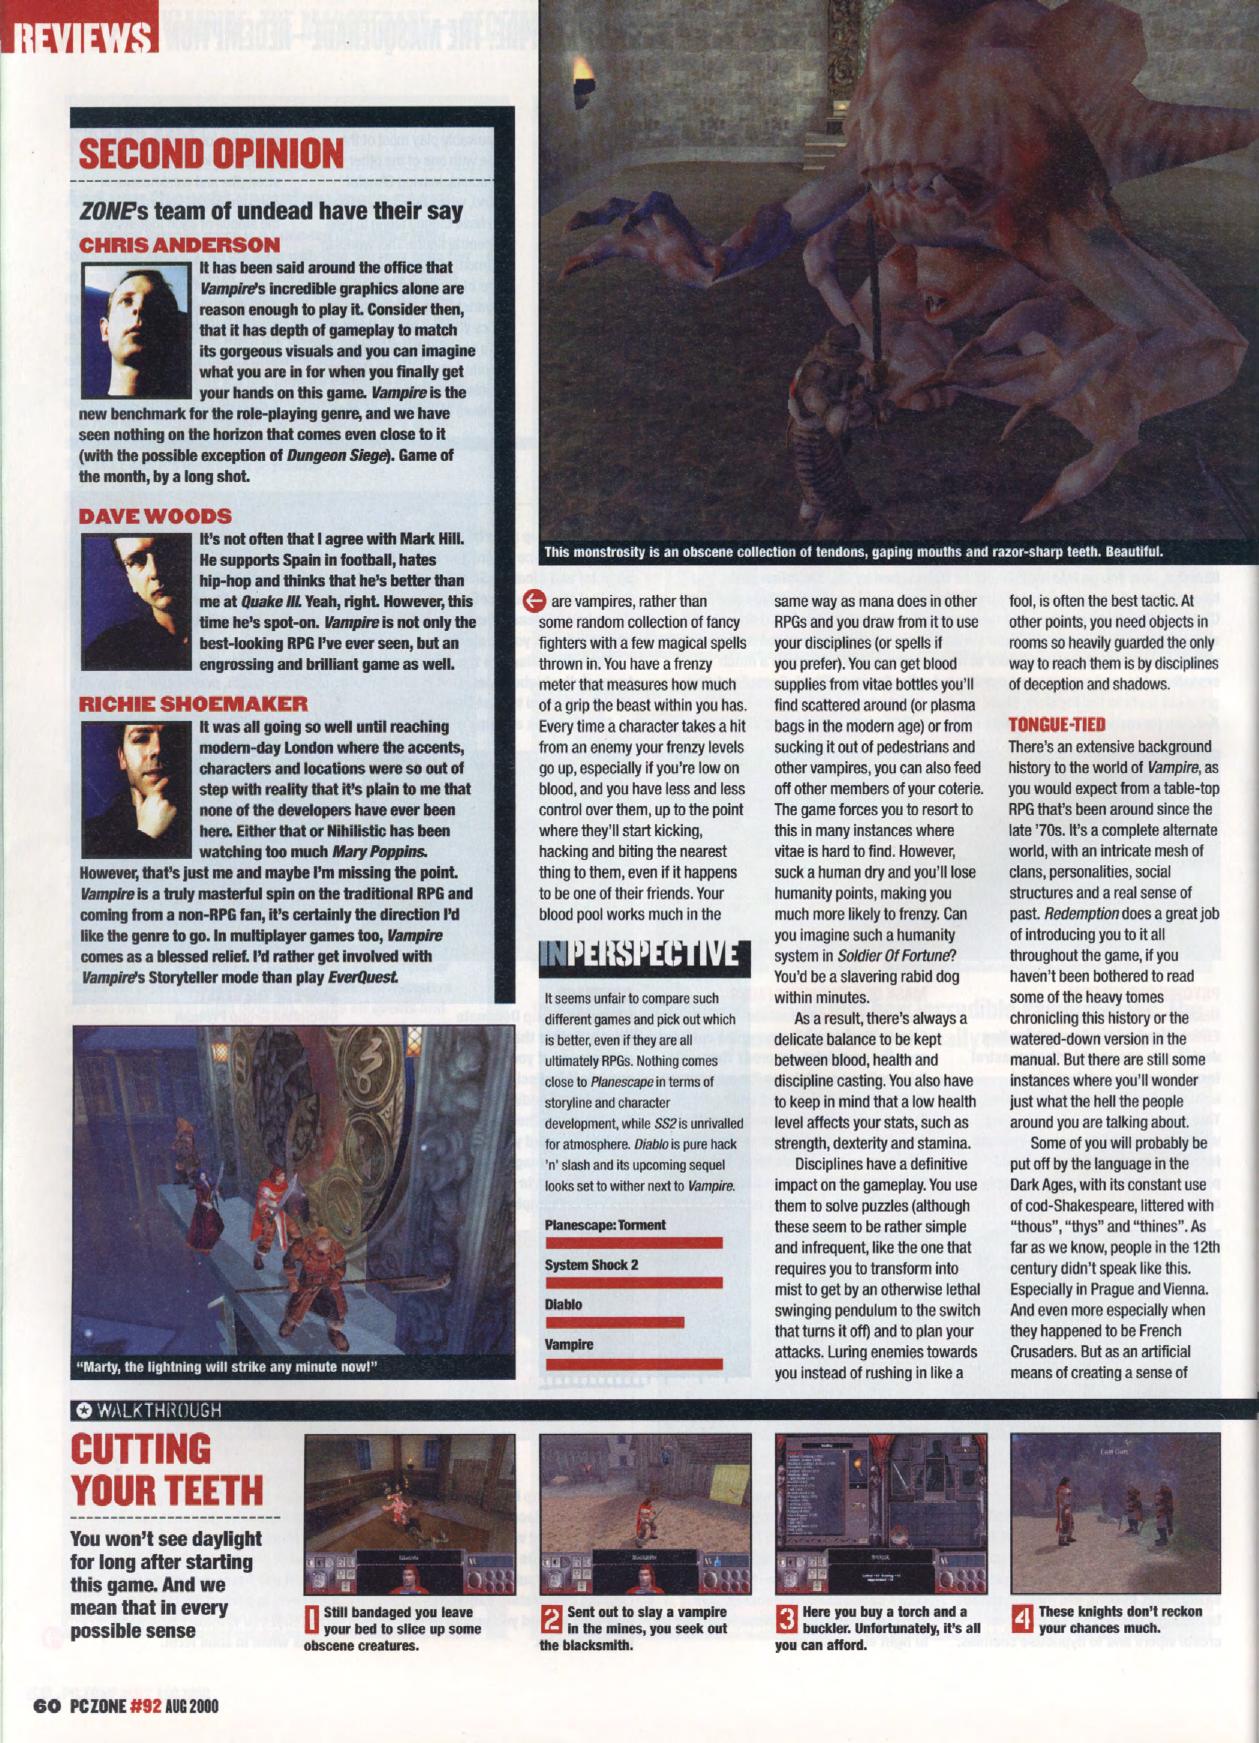 REVIEWS
SECOND OPINION
ZONE's team of undead have their say
CHRIS ANDERSON
It has been said around the office that
Vampire's incredible graphics alone are
reason enough to play it. Consider then,
that it has depth of gameplay to match
its gorgeous visuals and you can imagine
what you are in for when you finally get
your hands on this game. Vampire is the
new benchmark for the role-playing genre, and we have
seen nothing on the horizon that comes even close to it
(with the possible exception of Dungeon Siege). Game of
the month, by a long shot.
DAVE WOODS
It's not often that I agree with Mark Hill.
He supports Spain in football, hates
hip-hop and thinks that he's better than
me at Quake III. Yeah, right. However, this
time he's spot-on. Vampire is not only the
best-looking RPG I've ever seen, but an
engrossing and brilliant game as well.
RICHIE SHOEMAKER
It was all going so well until reaching
modern-day London where the accents,
characters and locations were so out of
step with reality that it's plain to me that
none of the developers have ever been
here. Either that or Nihilistic has been
watching too much Mary Poppins.
However, that's just me and maybe I'm missing the point.
Vampire is a truly masterful spin on the traditional RPG and
coming from a non-RPG fan, it's certainly the direction I'd
like the genre to go. In multiplayer games too, Vampire
comes as a blessed relief. I'd rather get involved with
Vampire's Storyteller mode than play EverQuest.
"Marty, the lightning will strike any minute now!"
This monstrosity is an obscene collection of tendons, gaping mouths and razor-sharp teeth. Beautiful.
are vampires, rather than
some random collection of fancy
fighters with a few magical spells
thrown in. You have a frenzy
meter that measures how much
of a grip the beast within you has.
Every time a character takes a hit
from an enemy your frenzy levels
go up, especially if you're low on
blood, and you have less and less
control over them, up to the point
where they'll start kicking,
hacking and biting the nearest
thing to them, even if it happens
to be one of their friends. Your
blood pool works much in the
INPERSPECTIVE
It seems unfair to compare such
different games and pick out which
is better, even if they are all
ultimately RPGs. Nothing comes
close to Planescape in terms of
storyline and character
development, while SS2 is unrivalled
for atmosphere. Diablo is pure hack
'n' slash and its upcoming sequel
looks set to wither next to Vampire.
Planescape: Torment
System Shock 2
Diablo
Vampire
same way as mana does in other
RPGs and you draw from it to use
your disciplines (or spells if
you prefer). You can get blood
supplies from vitae bottles you'll
find scattered around (or plasma
bags in the modern age) or from
sucking it out of pedestrians and
other vampires, you can also feed
off other members of your coterie.
The game forces you to resort to
this in many instances where
vitae is hard to find. However,
suck a human dry and you'll lose
humanity points, making you
much more likely to frenzy. Can
you imagine such a humanity
system in Soldier Of Fortune?
You'd be a slavering rabid dog
within minutes.
As a result, there's always a
delicate balance to be kept
between blood, health and
discipline casting. You also have
to keep in mind that a low health
level affects your stats, such as
strength, dexterity and stamina.
Disciplines have a definitive
impact on the gameplay. You use
them to solve puzzles (although
these seem to be rather simple
and infrequent, like the one that
requires you to transform into
mist to get by an otherwise lethal
swinging pendulum to the switch
that turns it off) and to plan your
attacks. Luring enemies towards
you instead of rushing in like a
fool, is often the best tactic. At
other points, you need objects in
rooms so heavily guarded the only
way to reach them is by disciplines
of deception and shadows.
TONGUE-TIED
There's an extensive background
history to the world of Vampire, as
you would expect from a table-top
RPG that's been around since the
late '70s. It's a complete alternate
world, with an intricate mesh of
clans, personalities, social
structures and a real sense of
past. Redemption does a great job
of introducing you to it all
throughout the game, if you
haven't been bothered to read
some of the heavy tomes
chronicling this history or the
watered-down version in the
manual. But there are still some
instances where you'll wonder
just what the hell the people
around you are talking about.
Some of you will probably be
put off by the language in the
Dark Ages, with its constant use
of cod-Shakespeare, littered with
"thous", "thys" and "thines". As
far as we know, people in the 12th
century didn't speak like this.
Especially in Prague and Vienna.
And even more especially when
they happened to be French
Crusaders. But as an artificial
means of creating a sense of
WALKTHROUGH
CUTTING
YOUR TEETH
You won't see daylight
for long after starting
this game. And we
mean that in every
possible sense
1 Still bandaged you leave
your bed to slice up some
obscene creatures.
2 Sent out to slay a vampire
in the mines, you seek out
the blacksmith.
3 Here you buy a torch and a
buckler. Unfortunately, it's all
you can afford.
4 These knights don't reckon
your chances much.
60 PCZONE #92 AUG 2000